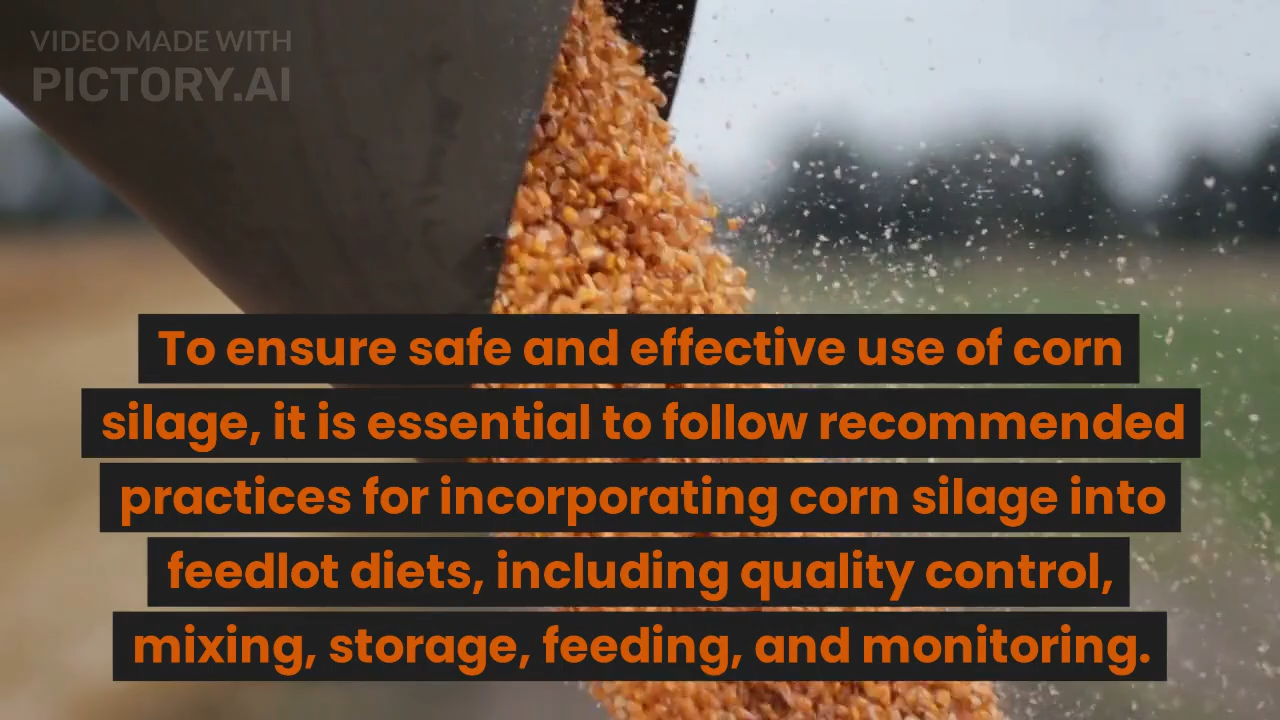 VIDEO MADE WITH
PICTORY.AI
To ensure safe and effective use of corn
silage, it is essential to follow recommended
practices for incorporating corn silage into
feedlot diets, including quality control,
mixing, storage, feeding, and monitoring.